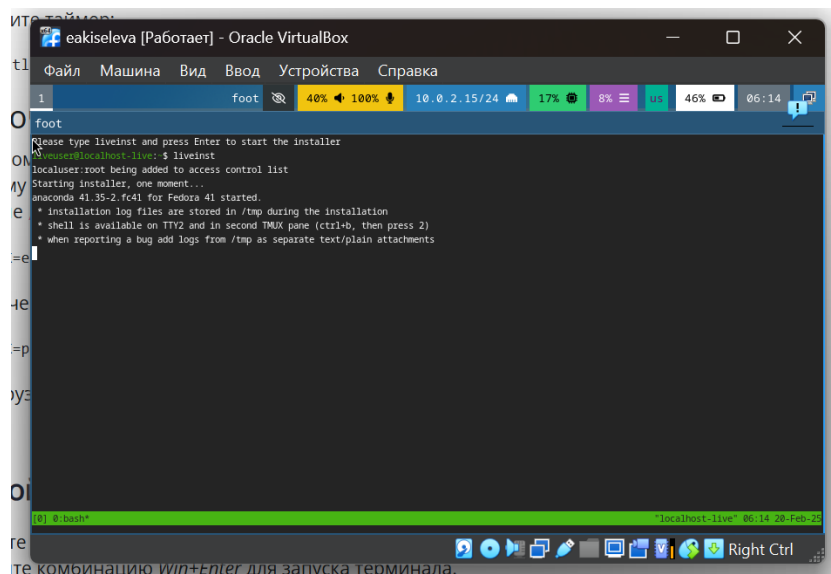 ите таймер:
eakiseleva [Работает] - Oracle VirtualBox
Файл Машина Вид Ввод Устройства Справка
1 foot 40% 100% 10.0.2.15/24 17% 8% us 46% 06:14
foot
Please type liveinst and press Enter to start the installer
liveuser@localhost-live:~$ liveinst
localuser:root being added to access control list
Starting installer, one moment...
anaconda 41.35-2.fc41 for Fedora 41 started.
* installation log files are stored in /tmp during the installation
* shell is available on TTY2 and in second TMUX pane (ctrl+b, then press 2)
* when reporting a bug add logs from /tmp as separate text/plain attachments
[0] 0:bash* "localhost-live" 06:14 20-Feb-25
Right Ctrl
те комбинацию Win+Enter для запуска терминала.